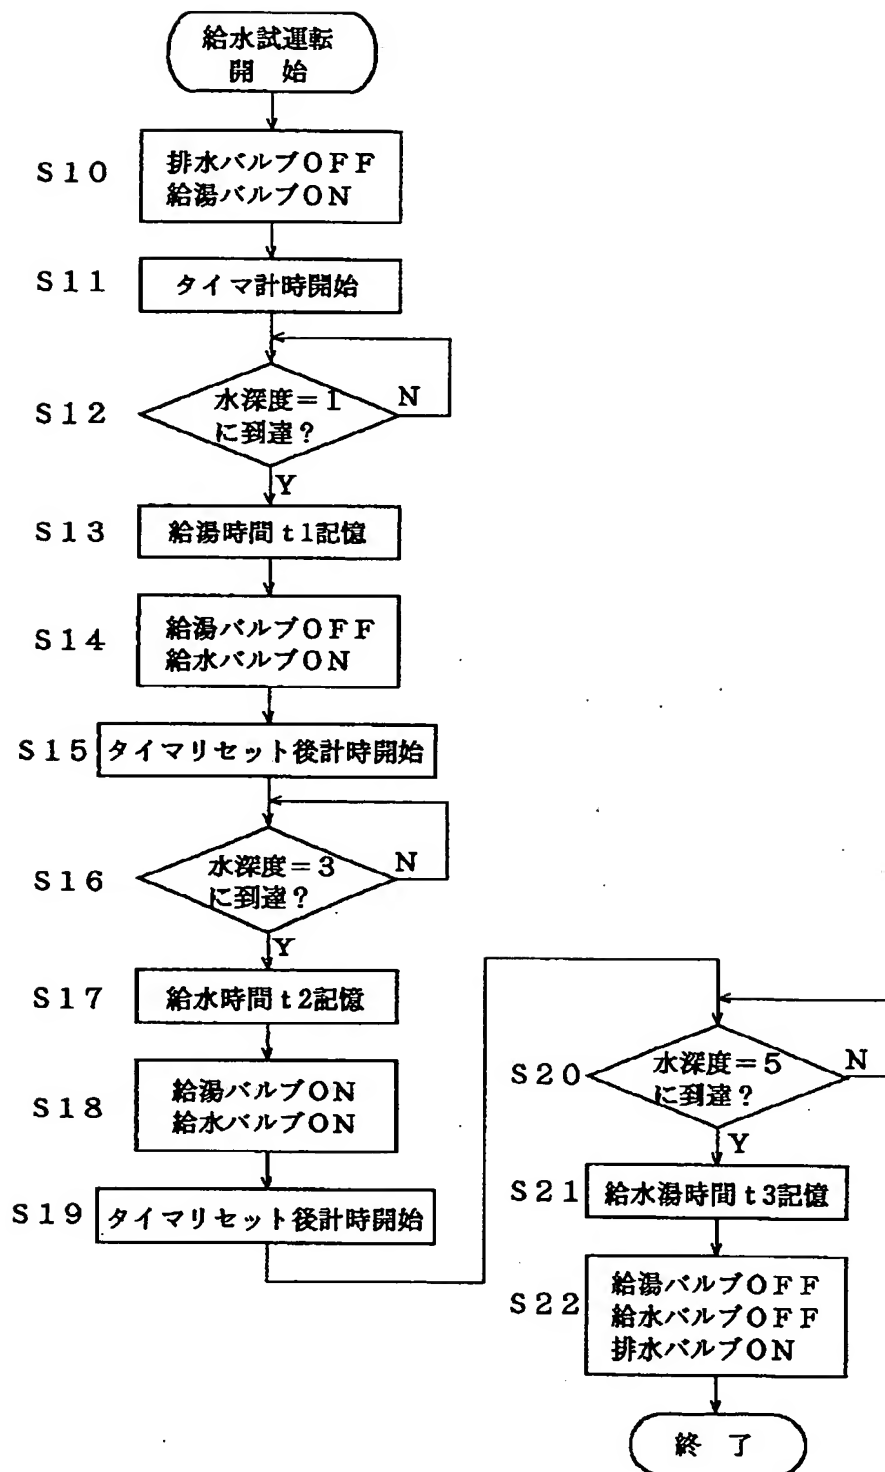 給水試運転
開 始
S10
排水バルブOFF
給湯バルブON
S11
タイマ計時開始
S12
水深度=1
に到達?
N
Y
S13
給湯時間t1記憶
S14
給湯バルブOFF
給水バルブON
S15
タイマリセット後計時開始
S16
水深度=3
に到達?
N
Y
S17
給水時間t2記憶
S18
給湯バルブON
給水バルブON
S19
タイマリセット後計時開始
S20
水深度=5
に到達?
N
Y
S21
給水湯時間t3記憶
S22
給湯バルブOFF
給水バルブOFF
排水バルブON
終 了